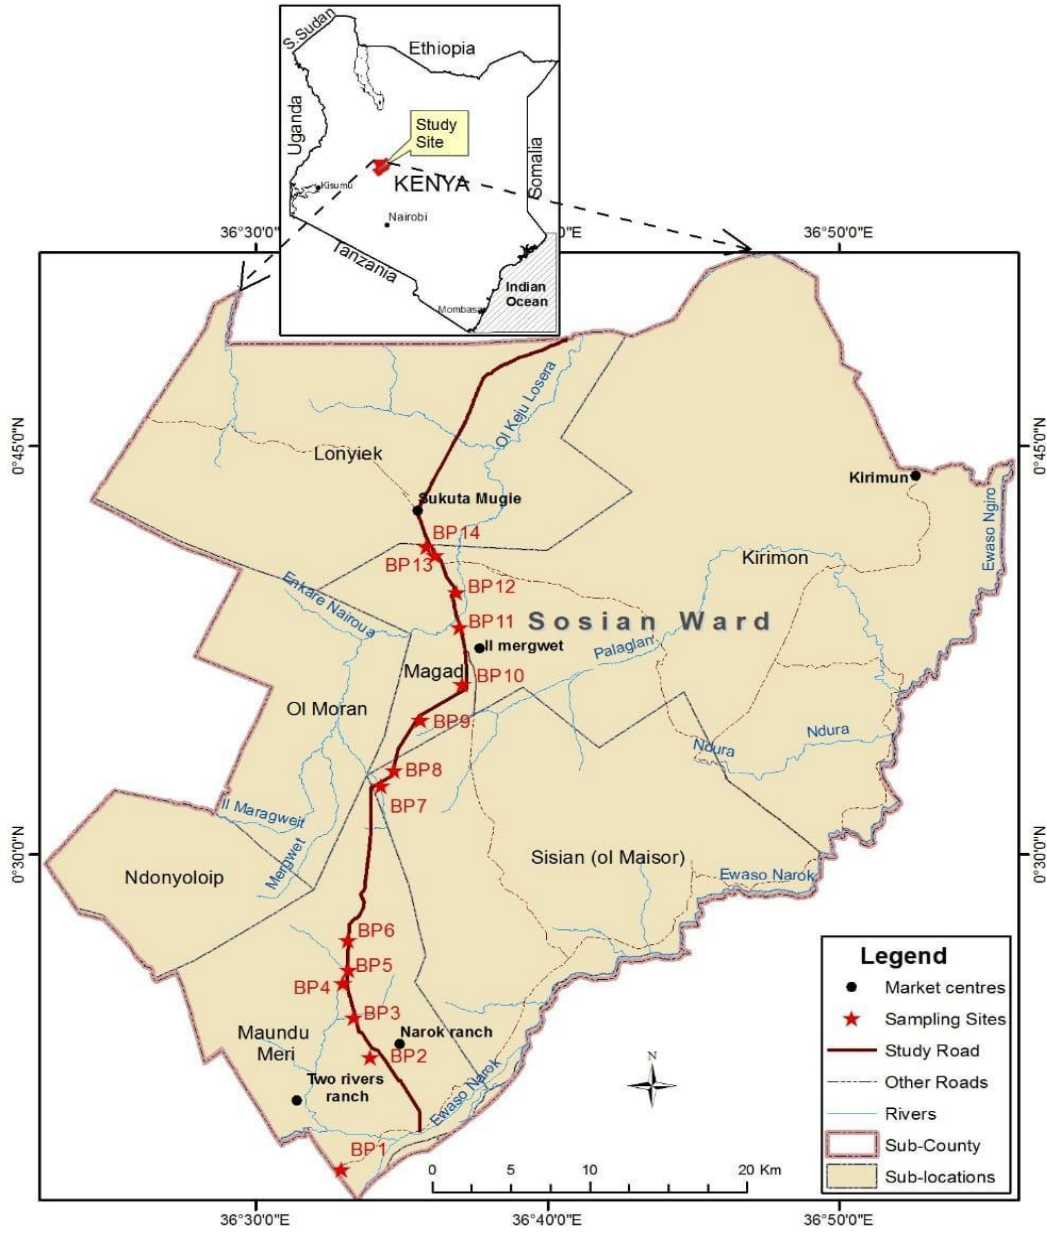 S.Sudan
Ethiopia
Uganda
Study
Site
Somalia
KENYA
Kisumu
Nairobi
Tanzania
Indian
Ocean
Mombasa
36°30'0"E
0"E
36°50'0"E
0°45'0"N
0°45'0"N
Ol Keju Losera
Lonyiek
Kirimun
Sukuta Mugie
Ewaso Ngiro
BP14
BP13
Kirimon
Enkare Nairoua
BP12
BP11
Sosian Ward
Il mergwet
Palaglan
Magad
BP10
Ol Moran
BP9
Ndura
Ndura
BP8
BP7
Il Maragweit
Mergwet
0°30'0"N
0°30'0"N
Sisian (ol Maisor)
Ndonyoloip
Ewaso Narok
BP6
BP5
BP4
BP3
Maundu
Meri
Narok ranch
BP2
Two rivers
ranch
Ewaso Narok
BP1
N
0 5 10 20 Km
Legend
Market centres
Sampling Sites
Study Road
Other Roads
Rivers
Sub-County
Sub-locations
36°30'0"E
36°40'0"E
36°50'0"E